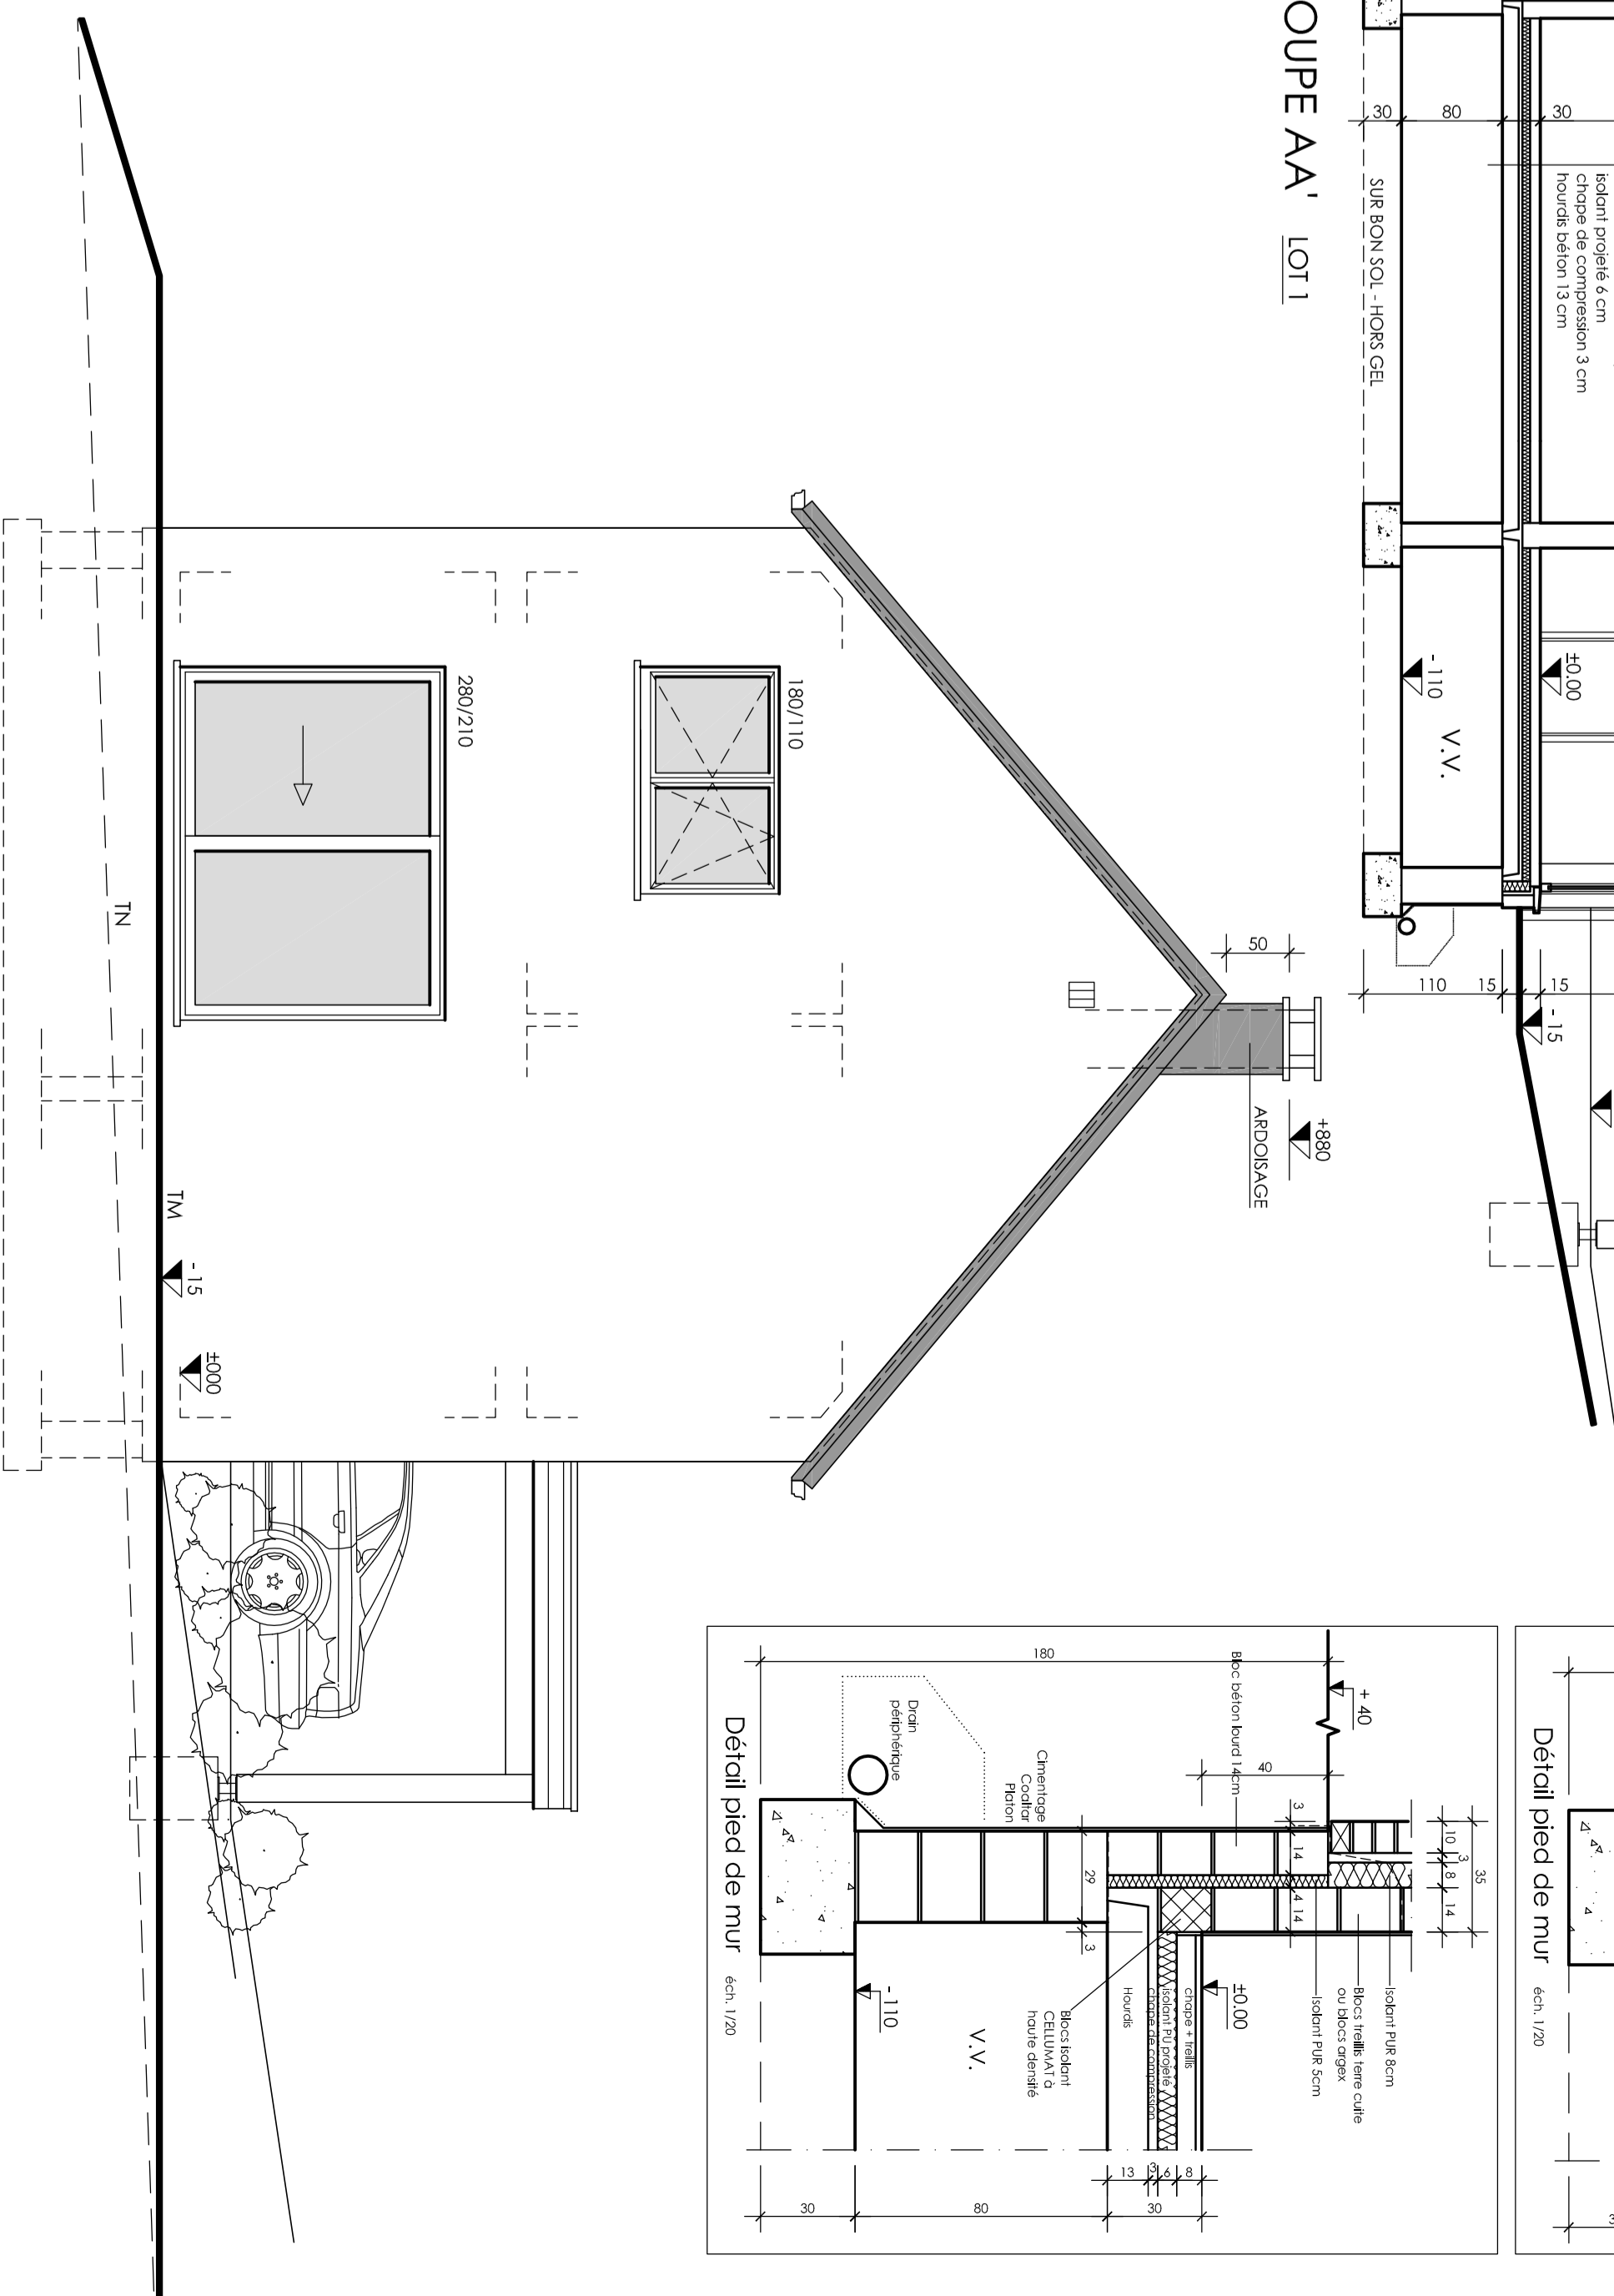 isolant projeté 6 cm
chape de compression 3 cm
hourdis béton 13 cm
30
80
30
SUR BON SOL - HORS GEL
±0.00
- 110
V.V.
110
15
15
- 15
OUPE AA' LOT 1
50
+880
ARDOISAGE
180/110
280/210
TN
TM
- 15
±000
180
+ 40
Bloc béton lourd 14cm
40
Drain
périphérique
Cimentage
Coaltar
Platon
3
14
4
14
10
3
8
14
35
29
3
Isolant PUR 8cm
Blocs treillis terre cuite
ou blocs argex
Isolant PUR 5cm
±0.00
chape + treillis
isolant PU projeté
chape de compression
Hourdis
Blocs isolant
CELLUMAT à
haute densité
- 110
V.V.
13
3
6
8
30
80
30
Détail pied de mur éch. 1/20
Détail pied de mur éch. 1/20